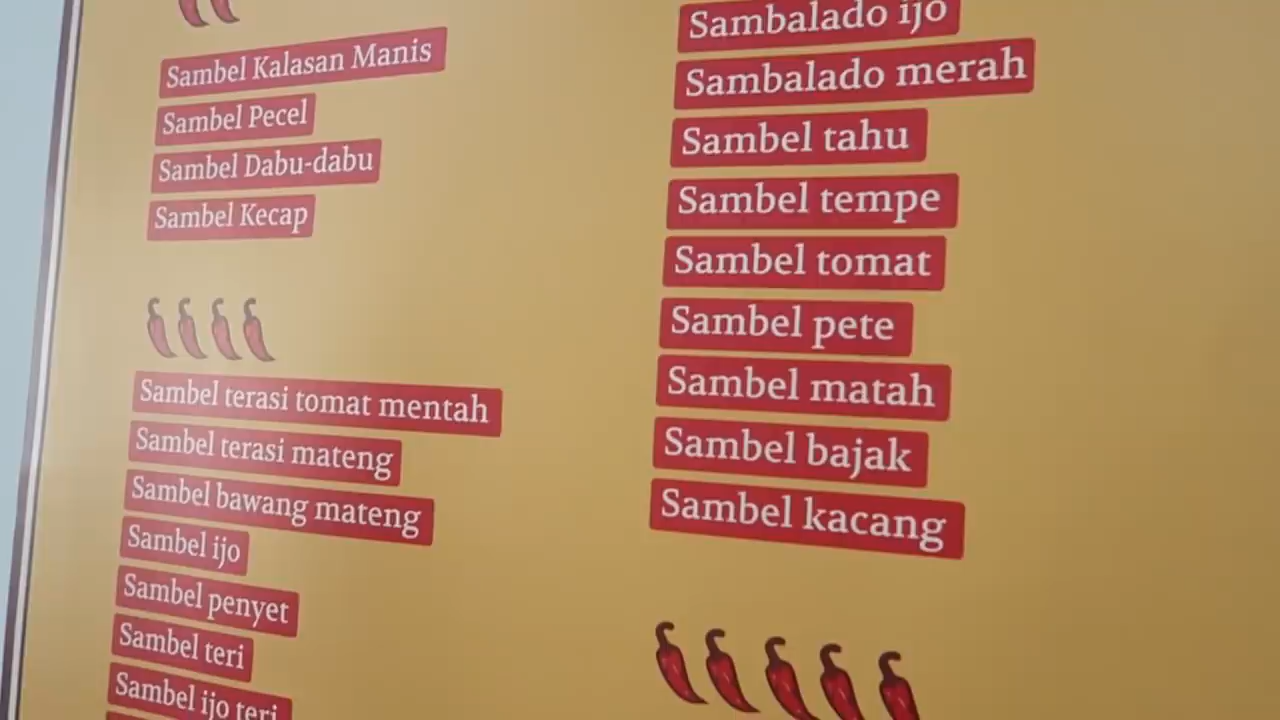 Sambel Kalasan Manis
Sambel Pecel
Sambel Dabu-dabu
Sambel Kecap
Sambel terasi tomat mentah
Sambel terasi mateng
Sambel bawang mateng
Sambel ijo
Sambel penyet
Sambel teri
Sambel ijo teri
Sambalado ijo
Sambalado merah
Sambel tahu
Sambel tempe
Sambel tomat
Sambel pete
Sambel matah
Sambel bajak
Sambel kacang